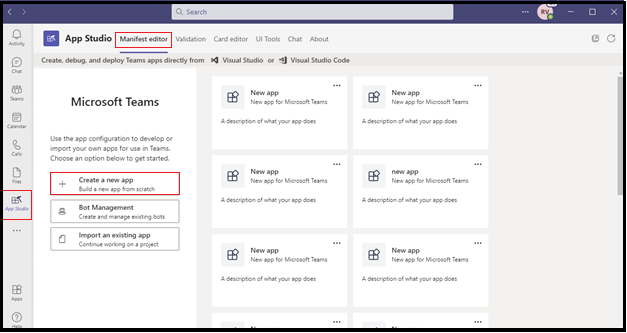 Search
RV
Activity
Chat
Teams
Calendar
Calls
Files
App Studio
Apps
Help
App Studio
Manifest editor
Validation
Card editor
UI Tools
Chat
About
Create, debug, and deploy Teams apps directly from Visual Studio or Visual Studio Code
Microsoft Teams
Use the app configuration to develop or
import your own apps for use in Teams.
Choose an option below to get started.
Create a new app
Build a new app from scratch
Bot Management
Create and manage existing bots
Import an existing app
Continue working on a project
New app
New app for Microsoft Teams
A description of what your app does
New app
New app for Microsoft Teams
A description of what your app does
New app
New app for Microsoft Teams
A description of what your app does
new app
New app for Microsoft Teams
A description of what your app does
New app
New app for Microsoft Teams
A description of what your app does
New app
New app for Microsoft Teams
A description of what your app does
New app
New app